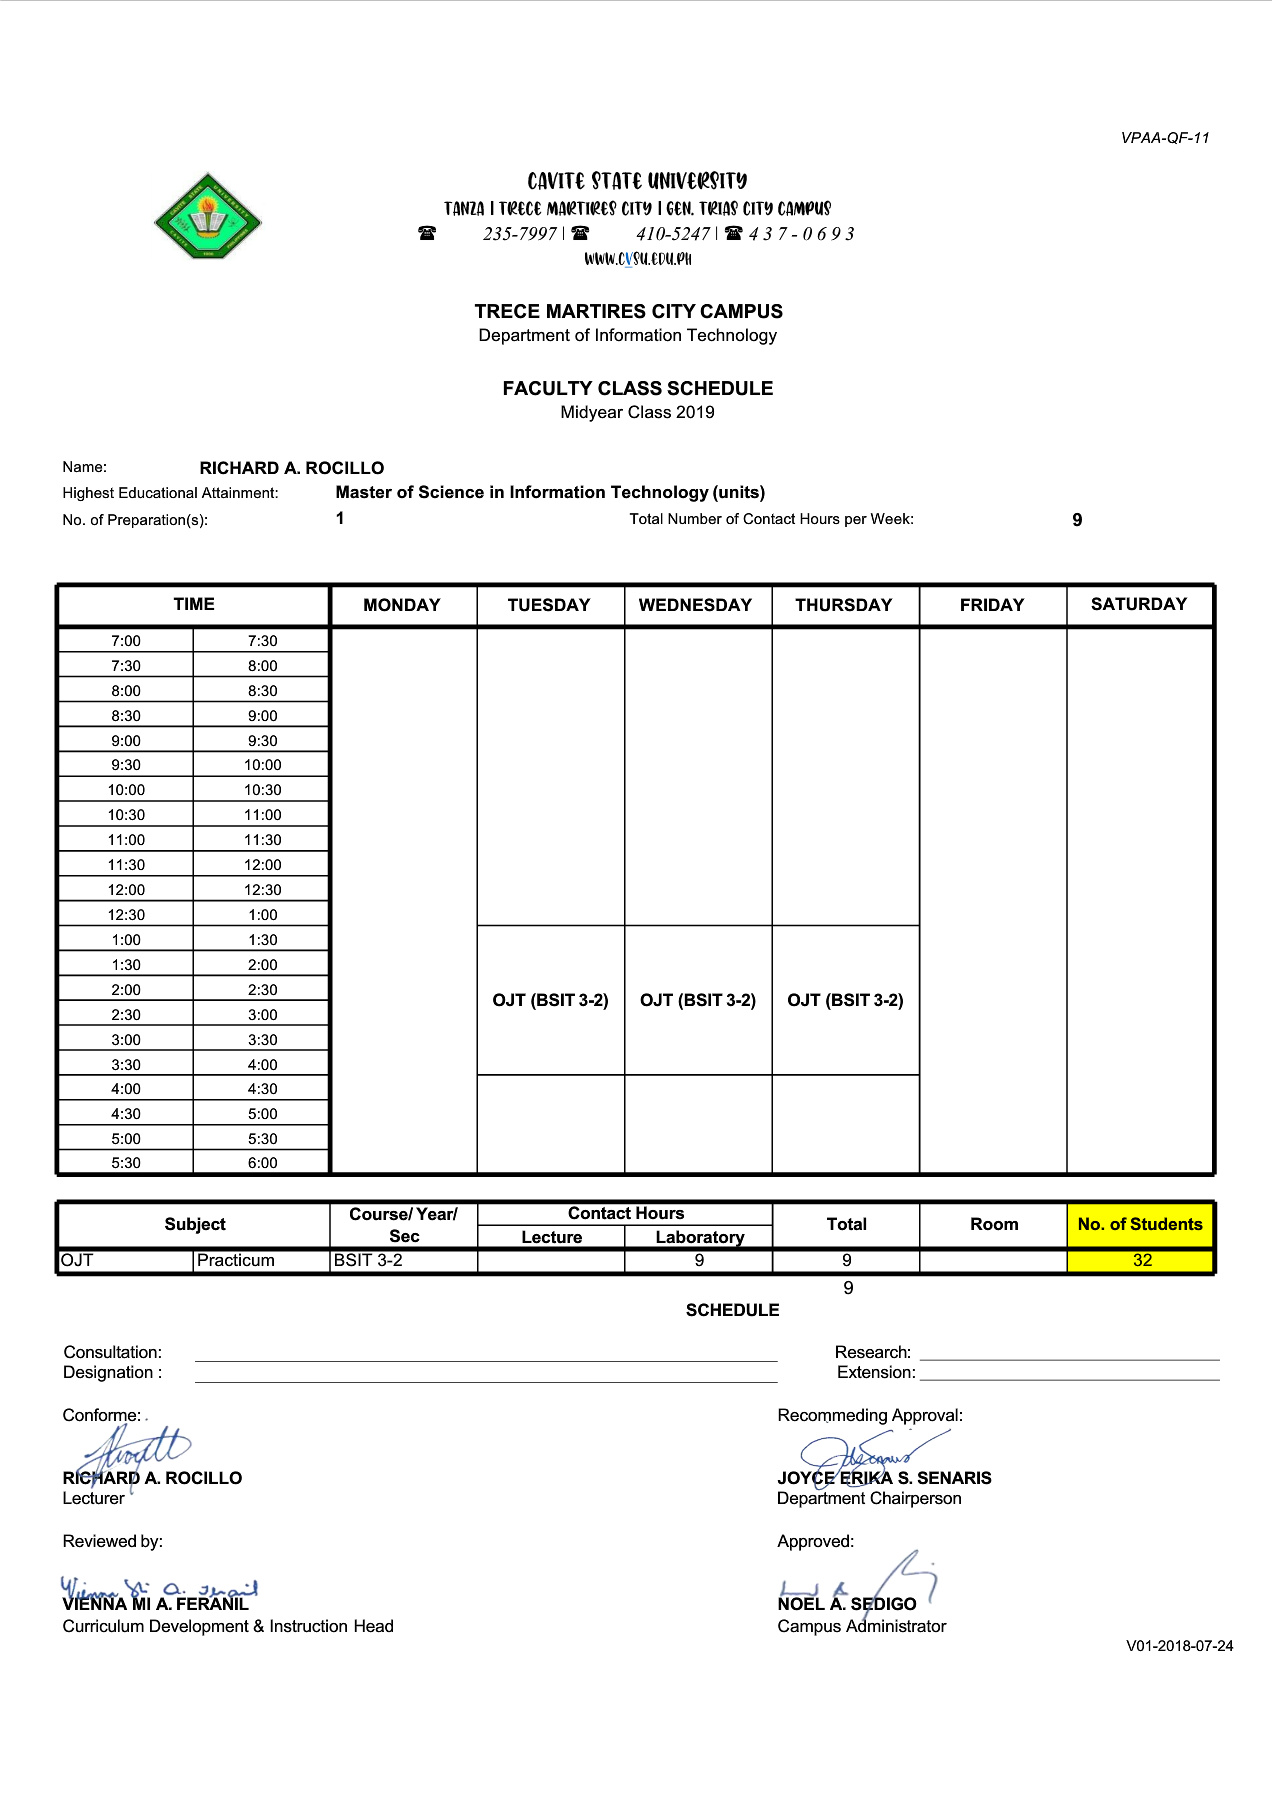 VPAA-QF-11
CAVITE STATE UNIVERSITY
TANZA | TRECE MARTIRES CITY | GEN. TRIAS CITY CAMPUS
☎ 235-7997 | ☎ 410-5247 | ☎ 4 3 7 - 0 6 9 3
WWW.CVSU.EDU.PH
TRECE MARTIRES CITY CAMPUS
Department of Information Technology
FACULTY CLASS SCHEDULE
Midyear Class 2019
Name: RICHARD A. ROCILLO
Highest Educational Attainment: Master of Science in Information Technology (units)
No. of Preparation(s): 1 Total Number of Contact Hours per Week: 9
TIME MONDAY TUESDAY WEDNESDAY THURSDAY FRIDAY SATURDAY
7:00 7:30
7:30 8:00
8:00 8:30
8:30 9:00
9:00 9:30
9:30 10:00
10:00 10:30
10:30 11:00
11:00 11:30
11:30 12:00
12:00 12:30
12:30 1:00
1:00 1:30
1:30 2:00
2:00 2:30
OJT (BSIT 3-2) OJT (BSIT 3-2) OJT (BSIT 3-2)
2:30 3:00
3:00 3:30
3:30 4:00
4:00 4:30
4:30 5:00
5:00 5:30
5:30 6:00
Subject Course/ Year/ Sec Contact Hours Total Room No. of Students
Lecture Laboratory
OJT Practicum BSIT 3-2 9 9 32
9
SCHEDULE
Consultation: Research:
Designation : Extension:
Conforme: Recommeding Approval:
RICHARD A. ROCILLO JOYCE ERIKA S. SENARIS
Lecturer Department Chairperson
Reviewed by: Approved:
Vienna Mi A. Feranil
VIENNA MI A. FERANIL NOEL A. SEDIGO
Curriculum Development & Instruction Head Campus Administrator
V01-2018-07-24